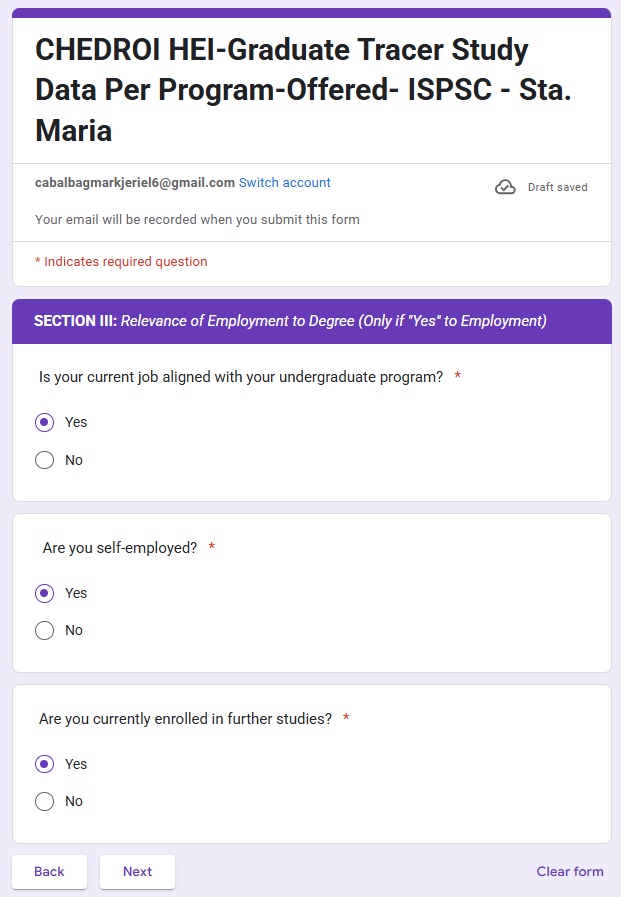 CHEDROI HEI-Graduate Tracer Study
Data Per Program-Offered- ISPSC - Sta.
Maria
cabalbagmarkjeriel6@gmail.com Switch account
Draft saved
Your email will be recorded when you submit this form
* Indicates required question
SECTION III: Relevance of Employment to Degree (Only if "Yes" to Employment)
Is your current job aligned with your undergraduate program? *
Yes
No
Are you self-employed? *
Yes
No
Are you currently enrolled in further studies? *
Yes
No
Back
Next
Clear form